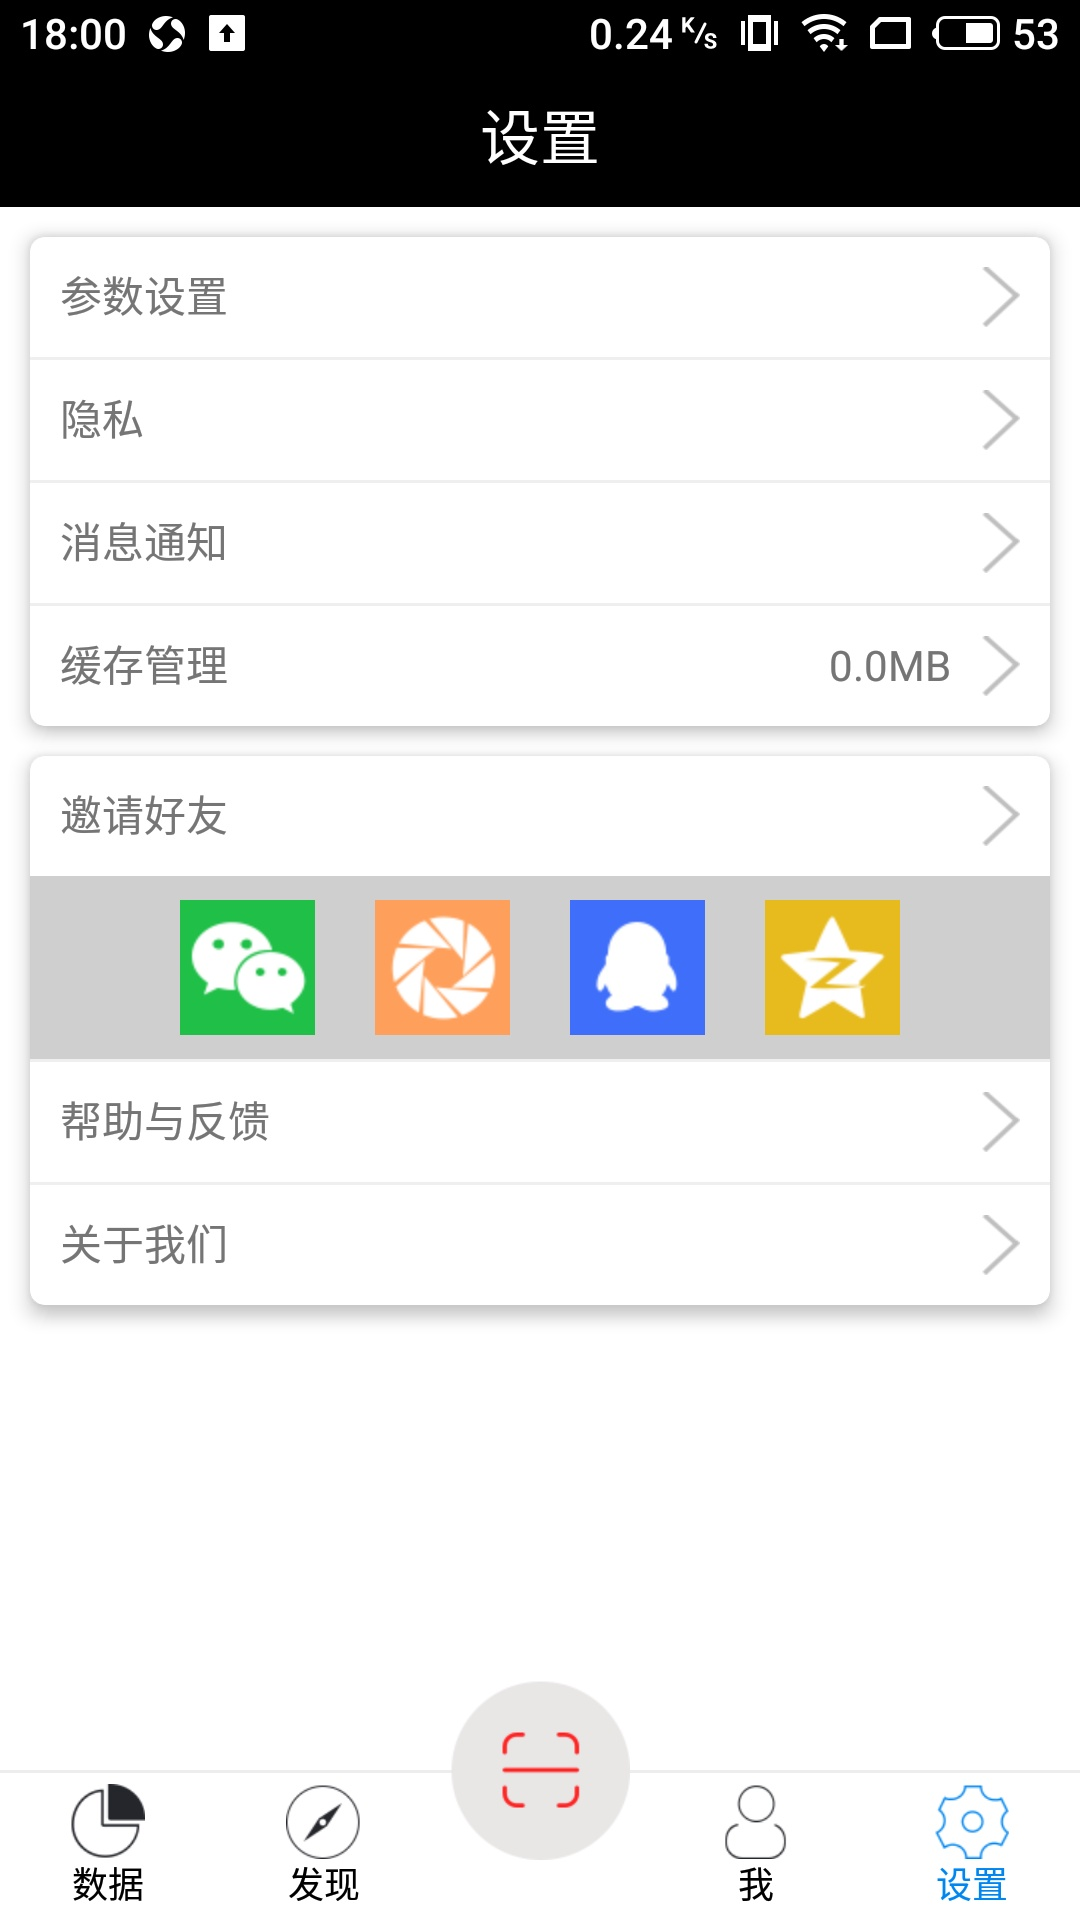 18:00 0.24 K/s 53
设置
参数设置
隐私
消息通知
缓存管理 0.0MB
邀请好友
帮助与反馈
关于我们
数据 发现 我 设置